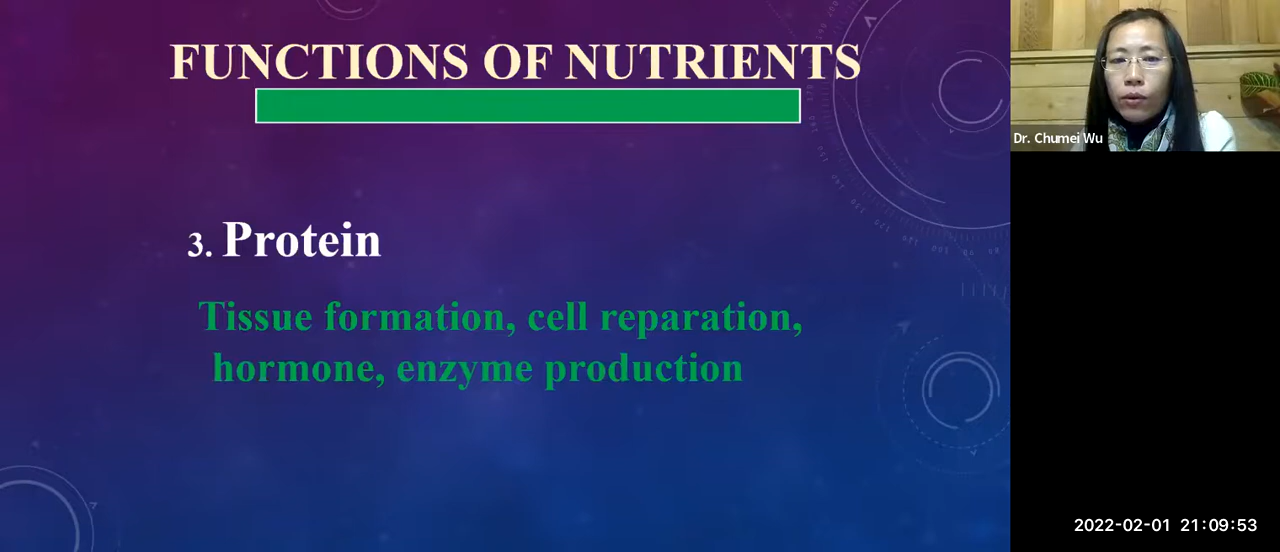 FUNCTIONS OF NUTRIENTS
3. Protein
Tissue formation, cell reparation,
hormone, enzyme production
Dr. Chumei Wu
2022-02-01 21:09:53